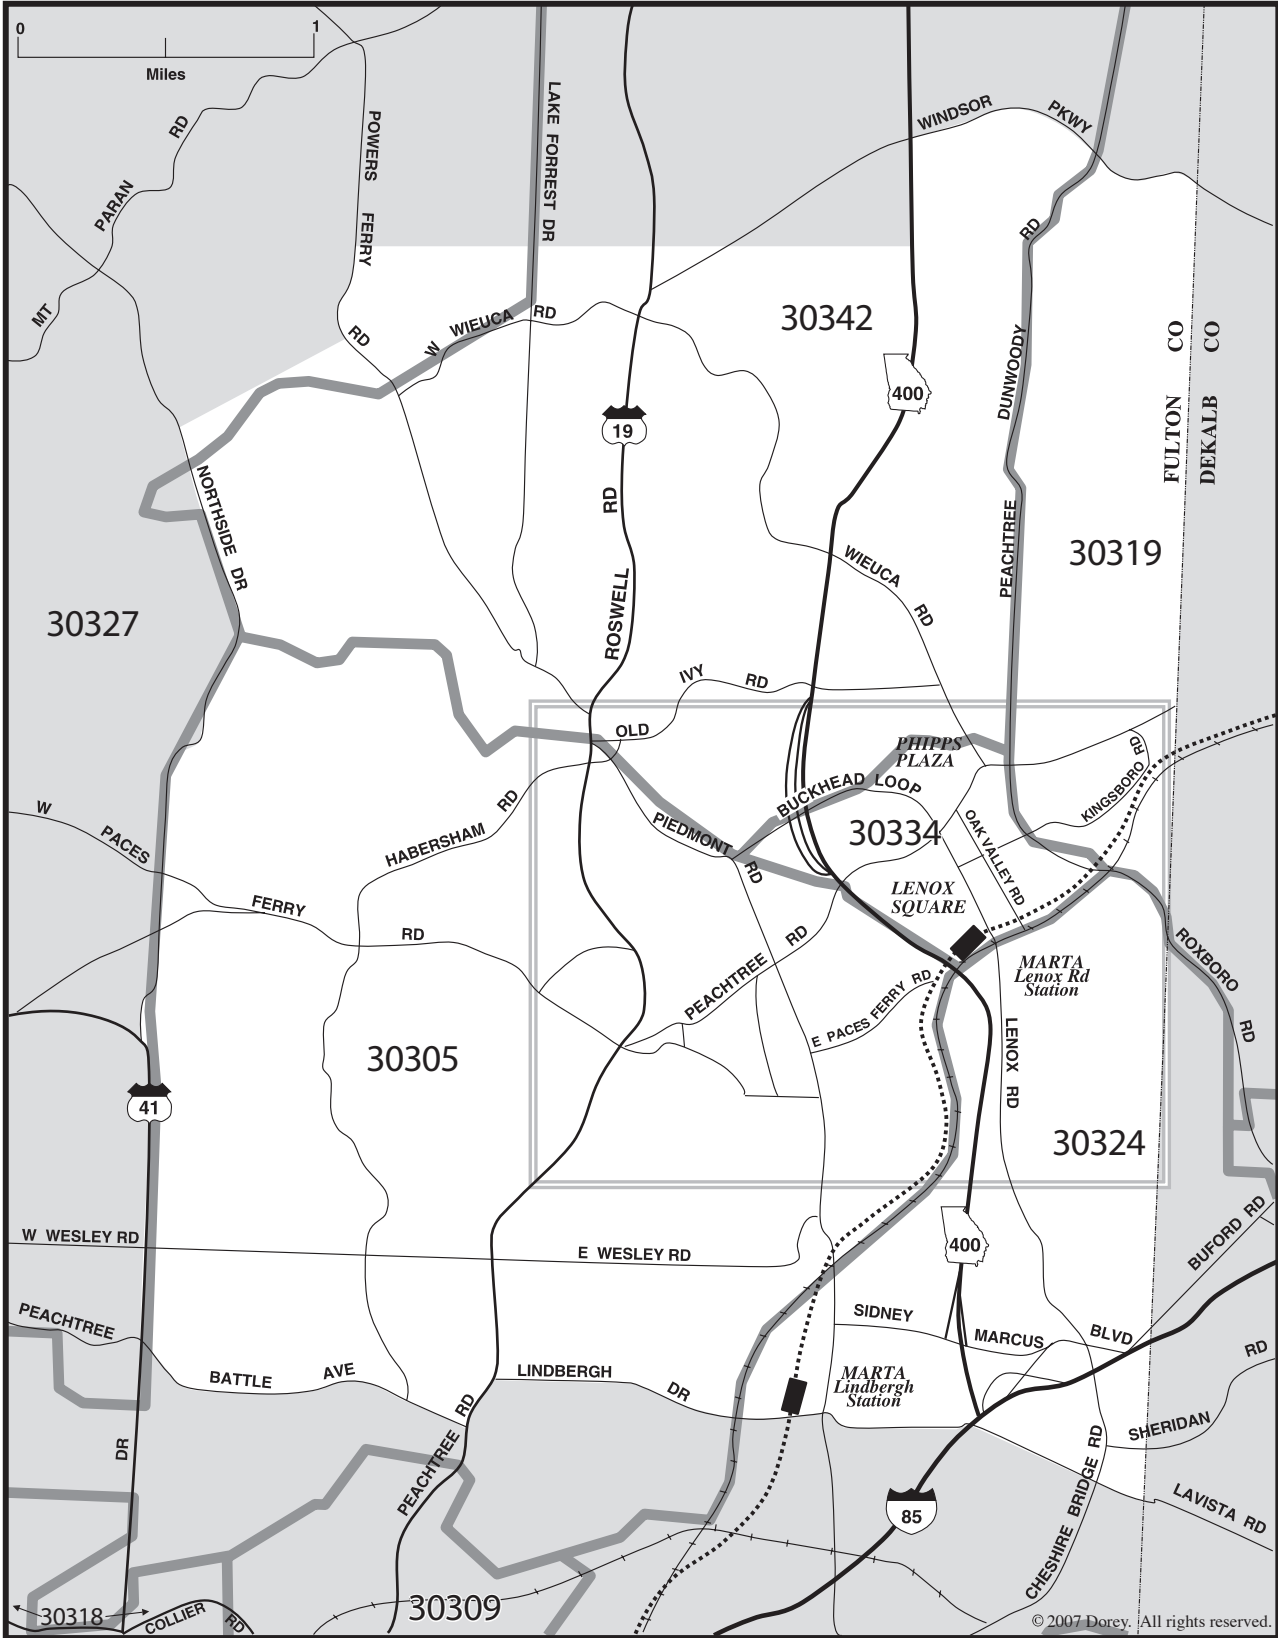 0 1
Miles
MT PARAN RD
POWERS FERRY RD
LAKE FORREST DR
WINDSOR PKWY
RD
W WIEUCA RD
30342
400
19
DUNWOODY
PEACHTREE
FULTON CO
DEKALB CO
NORTHSIDE DR
RD
ROSWELL
WIEUCA RD
30319
30327
IVY RD
OLD
PHIPPS
PLAZA
BUCKHEAD LOOP
KINGSBORO RD
W PACES FERRY RD
HABERSHAM RD
PIEDMONT RD
30334
OAK VALLEY RD
LENOX
SQUARE
PEACHTREE RD
MARTA
Lenox Rd
Station
ROXBORO RD
E PACES FERRY RD
30305
LENOX RD
41
30324
W WESLEY RD
E WESLEY RD
400
BUFORD RD
PEACHTREE BATTLE AVE
SIDNEY MARCUS BLVD
LINDBERGH DR
MARTA
Lindbergh
Station
RD
SHERIDAN
DR
PEACHTREE RD
CHESHIRE BRIDGE RD
LAVISTA RD
85
30318
COLLIER RD
30309
© 2007 Dorey. All rights reserved.